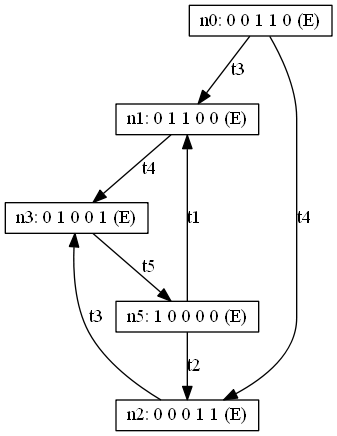 n0: 0 0 1 1 0 (E)
t3
n1: 0 1 1 0 0 (E)
t4
n3: 0 1 0 0 1 (E)
t1
t4
t5
n5: 1 0 0 0 0 (E)
t3
t2
n2: 0 0 0 1 1 (E)